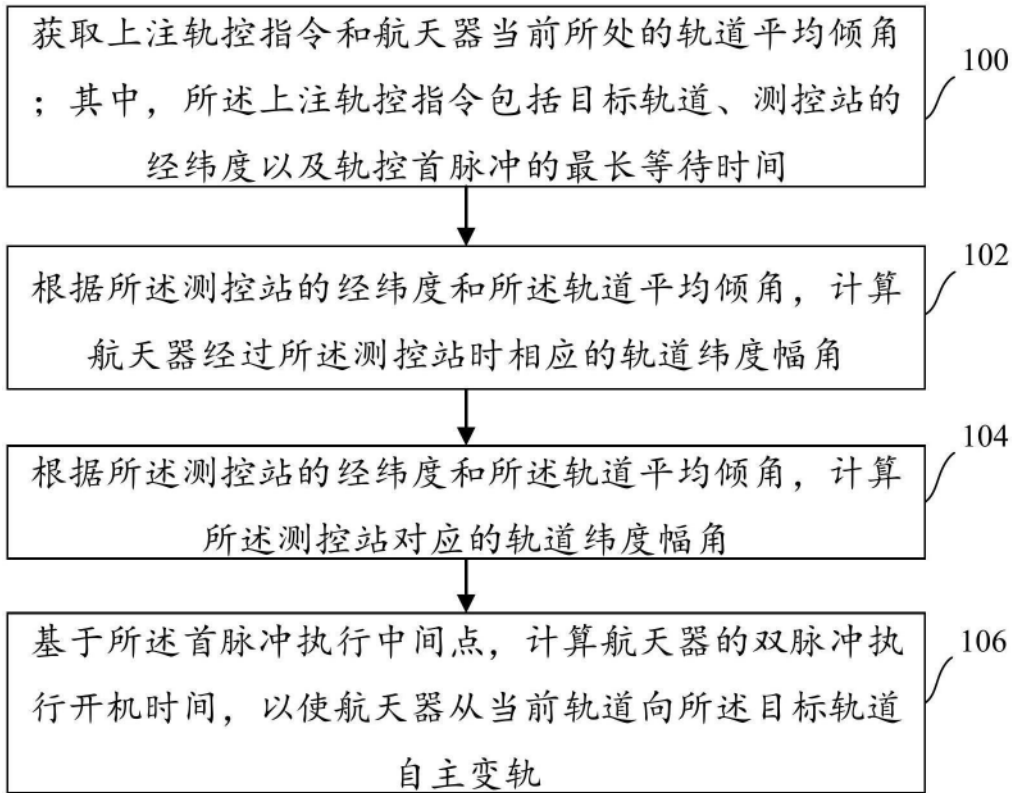 获取上注轨控指令和航天器当前所处的轨道平均倾角
；其中，所述上注轨控指令包括目标轨道、测控站的
经纬度以及轨控首脉冲的最长等待时间
100
根据所述测控站的经纬度和所述轨道平均倾角，计算
航天器经过所述测控站时相应的轨道纬度幅角
102
根据所述测控站的经纬度和所述轨道平均倾角，计算
所述测控站对应的轨道纬度幅角
104
基于所述首脉冲执行中间点，计算航天器的双脉冲执
行开机时间，以使航天器从当前轨道向所述目标轨道
自主变轨
106